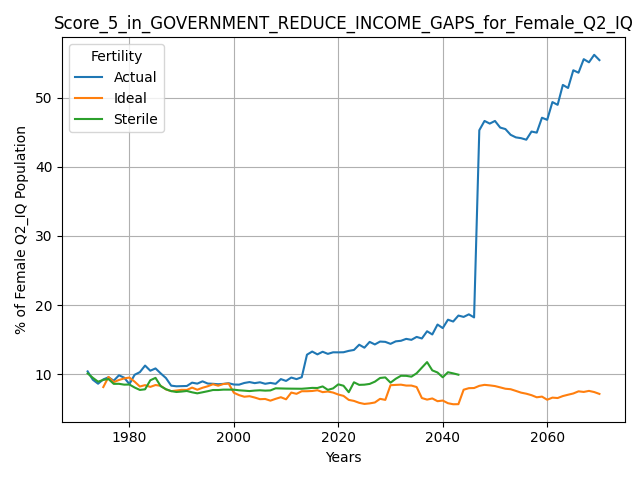 Score_5_in_GOVERNMENT_REDUCE_INCOME_GAPS_for_Female_Q2_IQ
Fertility
Actual
Ideal
Sterile
% of Female Q2_IQ Population
50
40
30
20
10
1980
2000
2020
2040
2060
Years